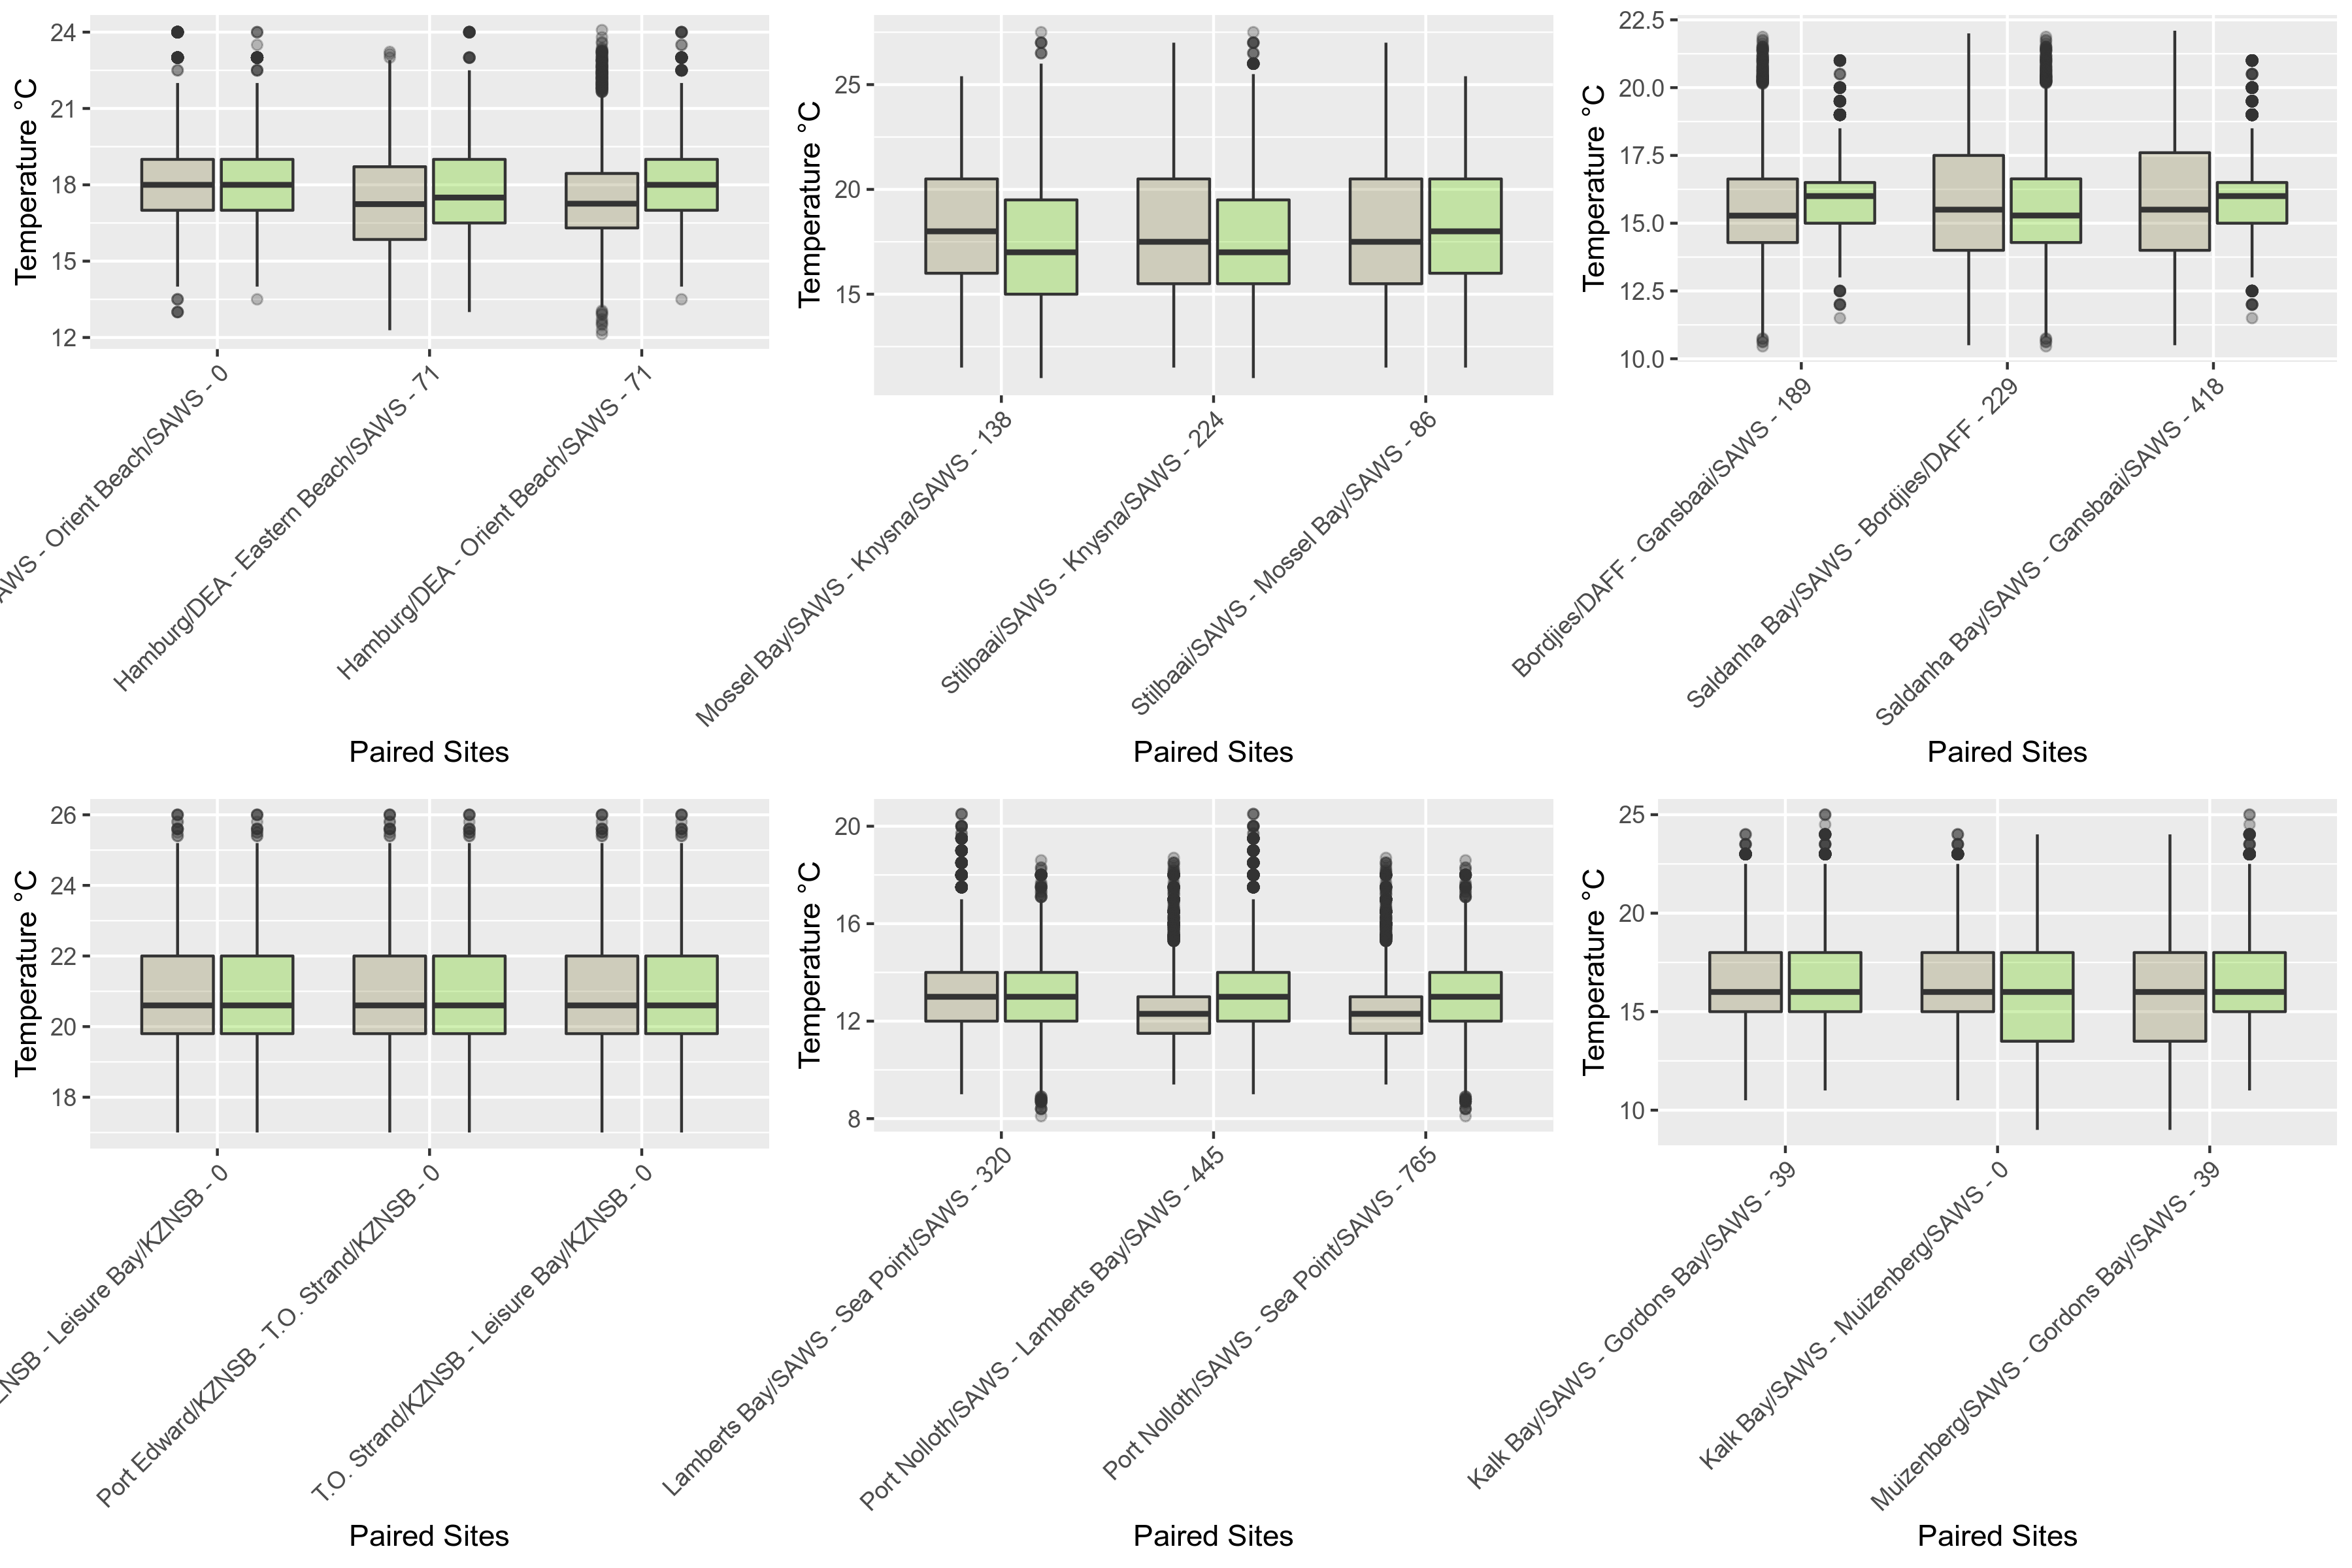 Temperature °C
24
21
18
15
12
AWS - Orient Beach/SAWS - 0
Hamburg/DEA - Eastern Beach/SAWS - 71
Hamburg/DEA - Orient Beach/SAWS - 71
Paired Sites
Temperature °C
25
20
15
Mossel Bay/SAWS - Knysna/SAWS - 138
Stilbaai/SAWS - Knysna/SAWS - 224
Stilbaai/SAWS - Mossel Bay/SAWS - 86
Paired Sites
Temperature °C
22.5
20.0
17.5
15.0
12.5
10.0
Bordjies/DAFF - Gansbaai/SAWS - 189
Saldanha Bay/SAWS - Bordjies/DAFF - 229
Saldanha Bay/SAWS - Gansbaai/SAWS - 418
Paired Sites
Temperature °C
26
24
22
20
18
ZNSB - Leisure Bay/KZNSB - 0
Port Edward/KZNSB - T.O. Strand/KZNSB - 0
T.O. Strand/KZNSB - Leisure Bay/KZNSB - 0
Paired Sites
Temperature °C
20
16
12
8
Lamberts Bay/SAWS - Sea Point/SAWS - 320
Port Nolloth/SAWS - Lamberts Bay/SAWS - 445
Port Nolloth/SAWS - Sea Point/SAWS - 765
Paired Sites
Temperature °C
25
20
15
10
Kalk Bay/SAWS - Gordons Bay/SAWS - 39
Kalk Bay/SAWS - Muizenberg/SAWS - 0
Muizenberg/SAWS - Gordons Bay/SAWS - 39
Paired Sites